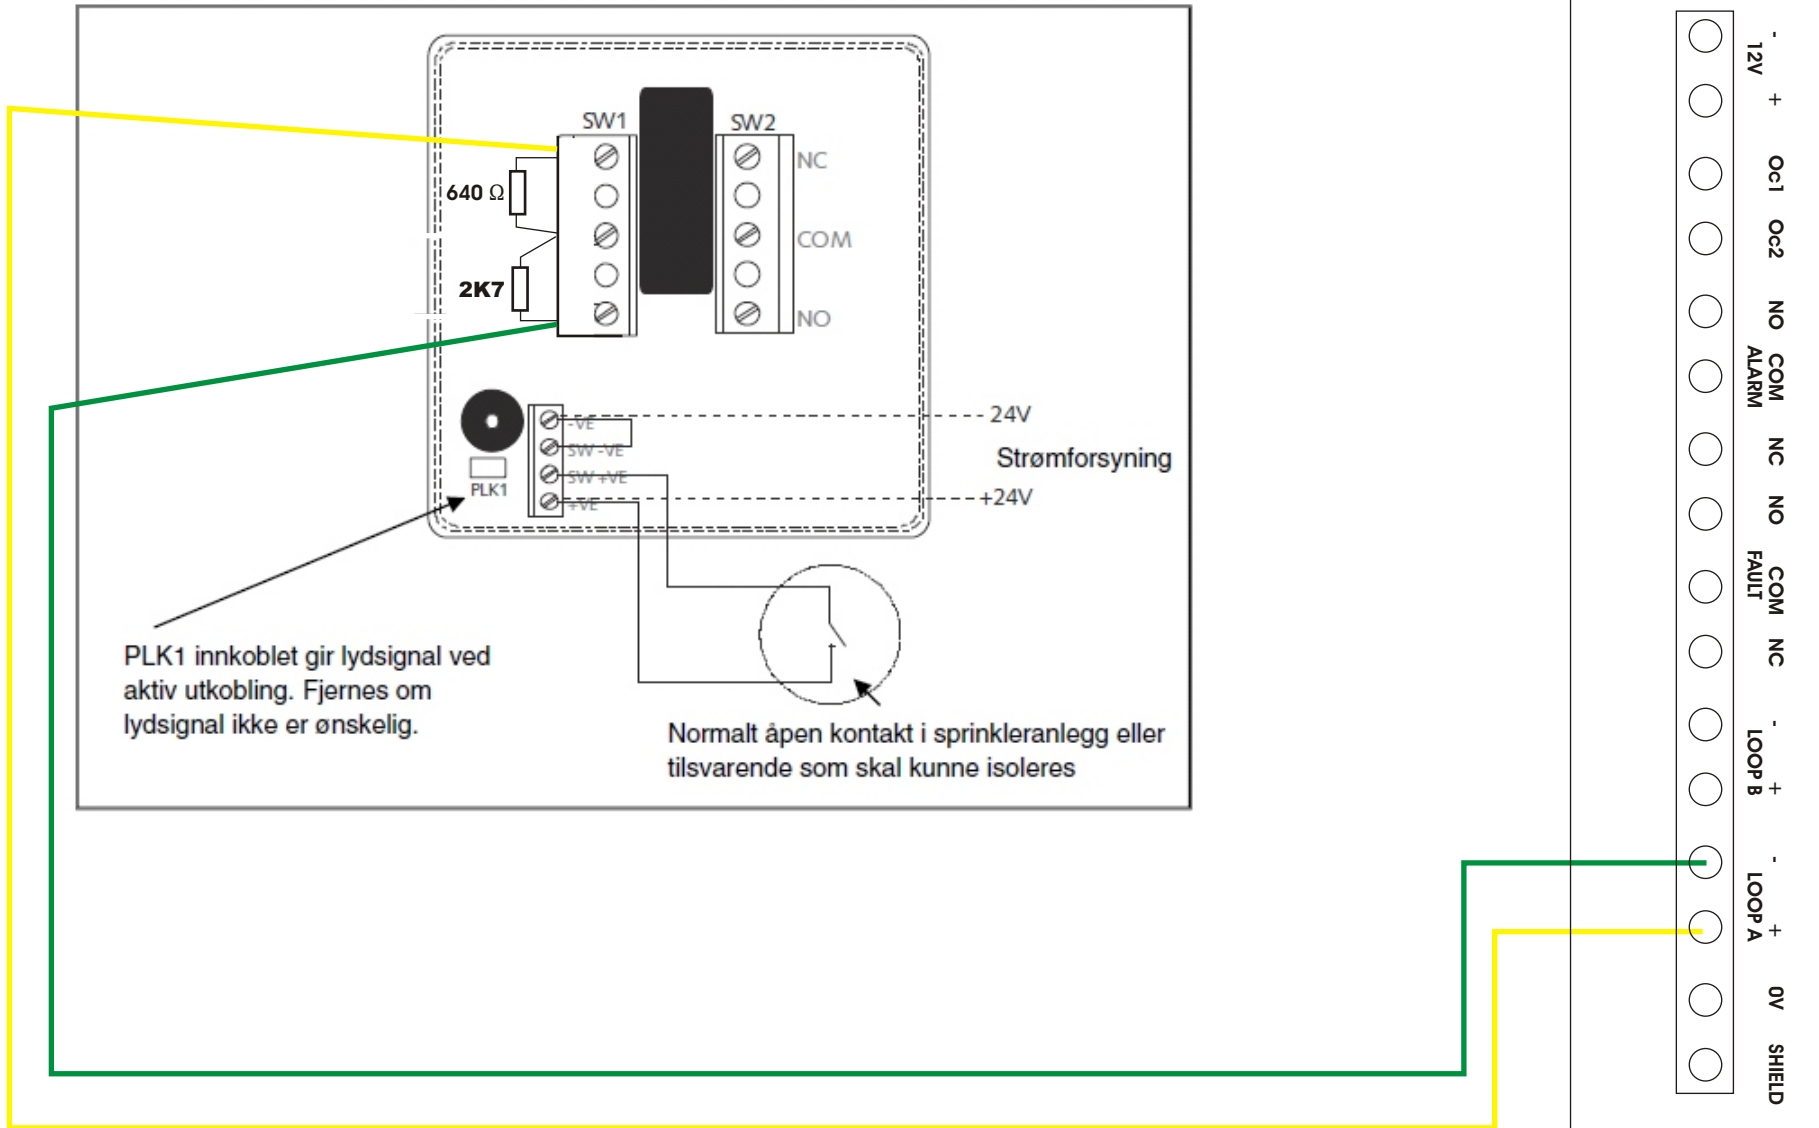 SW1
SW2
NC
640 Ω
COM
2K7
NO
-VE
SW -VE
SW +VE
+VE
PLK1
24V
Strømforsyning
+24V
PLK1 innkoblet gir lydsignal ved
aktiv utkobling. Fjernes om
lydsignal ikke er ønskelig.
Normalt åpen kontakt i sprinkleranlegg eller
tilsvarende som skal kunne isoleres
-
12V
+
Oc1
Oc2
NO
COM
ALARM
NC
NO
COM
FAULT
NC
-
LOOP B
+
-
LOOP A
+
0V
SHIELD